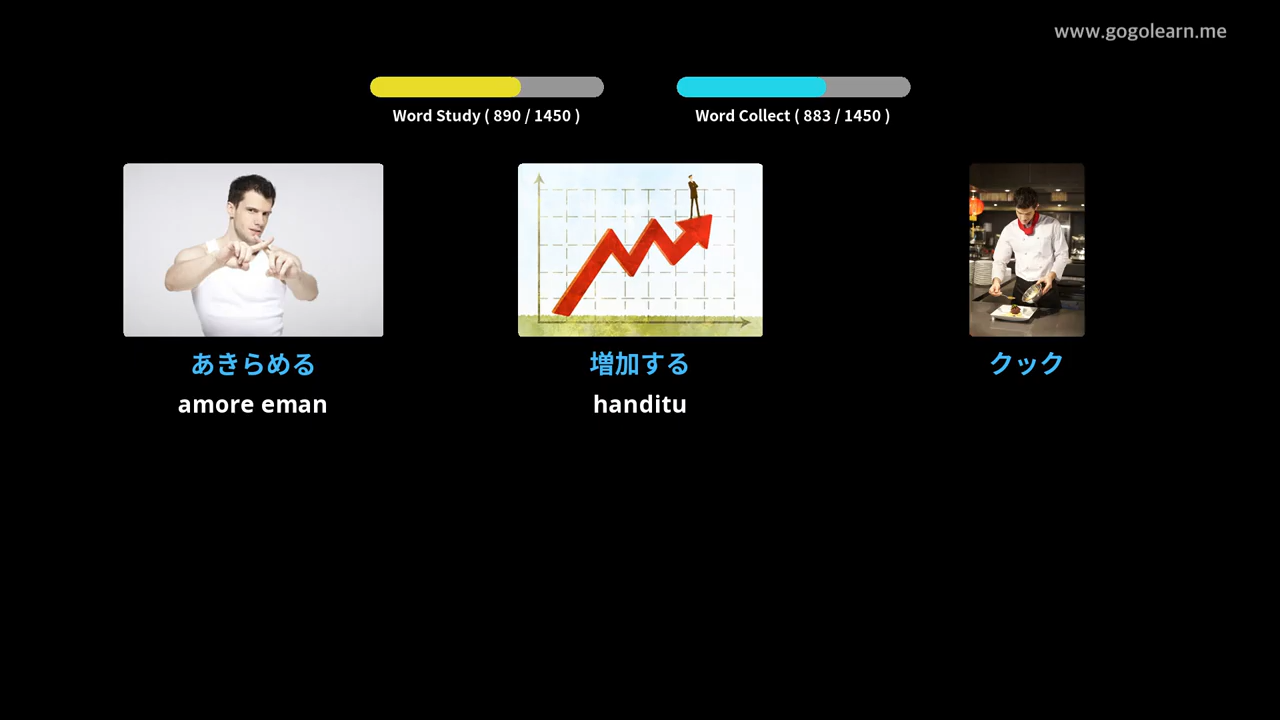 www.gogolearn.me
Word Study ( 890 / 1450 )
Word Collect ( 883 / 1450 )
あきらめる
増加する
クック
amore eman
handitu